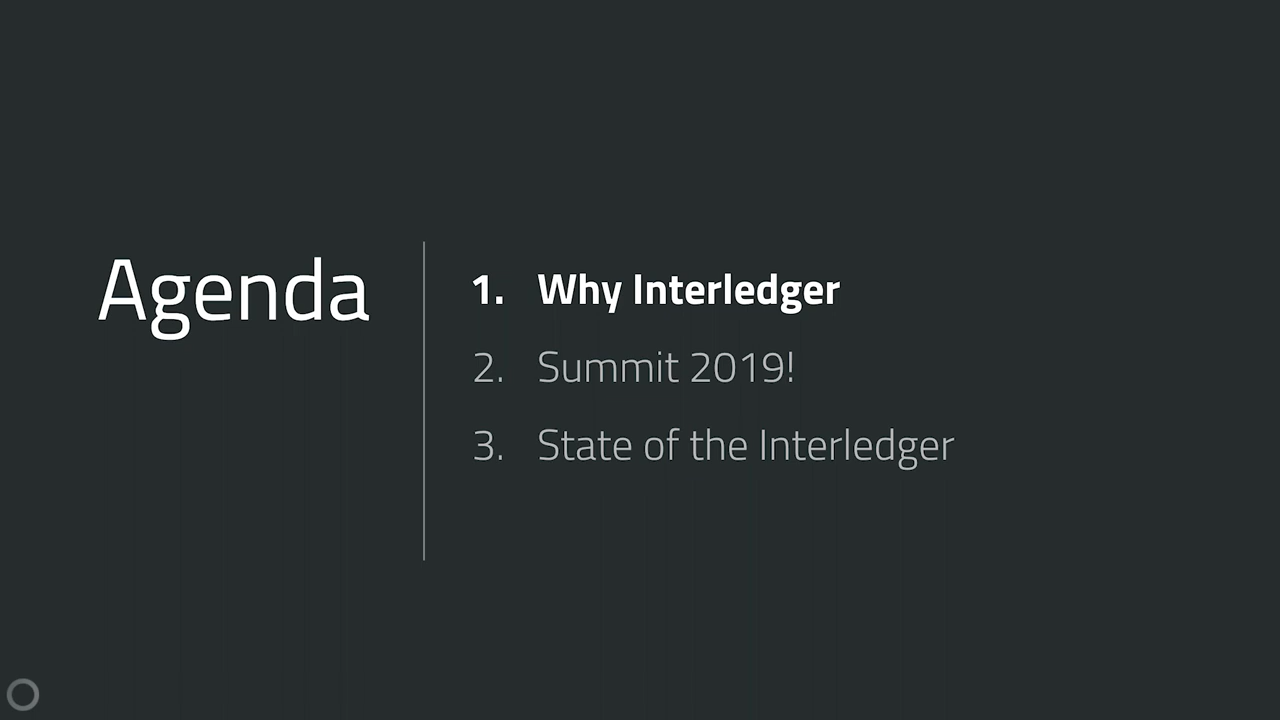 Agenda
1. Why Interledger
2. Summit 2019!
3. State of the Interledger